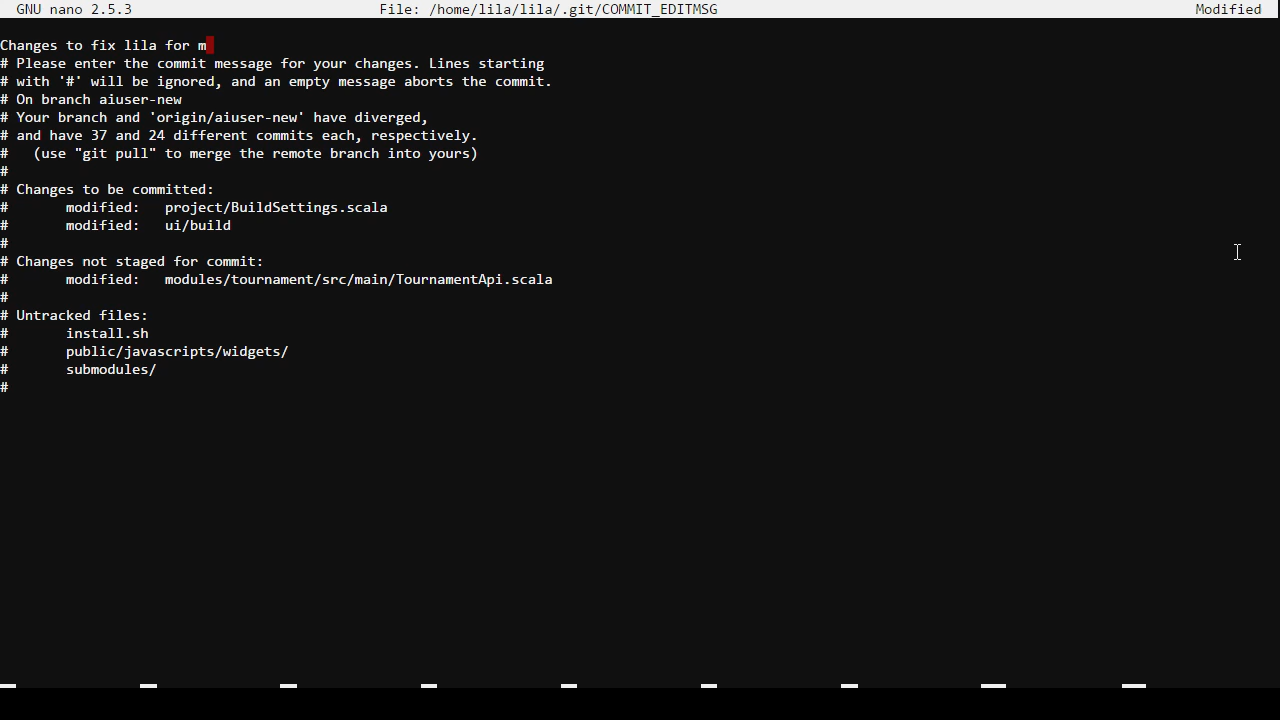 GNU nano 2.5.3 File: /home/lila/lila/.git/COMMIT_EDITMSG Modified
Changes to fix lila for m
# Please enter the commit message for your changes. Lines starting
# with '#' will be ignored, and an empty message aborts the commit.
# On branch aiuser-new
# Your branch and 'origin/aiuser-new' have diverged,
# and have 37 and 24 different commits each, respectively.
#   (use "git pull" to merge the remote branch into yours)
#
# Changes to be committed:
#       modified:   project/BuildSettings.scala
#       modified:   ui/build
#
# Changes not staged for commit:
#       modified:   modules/tournament/src/main/TournamentApi.scala
#
# Untracked files:
#       install.sh
#       public/javascripts/widgets/
#       submodules/
#